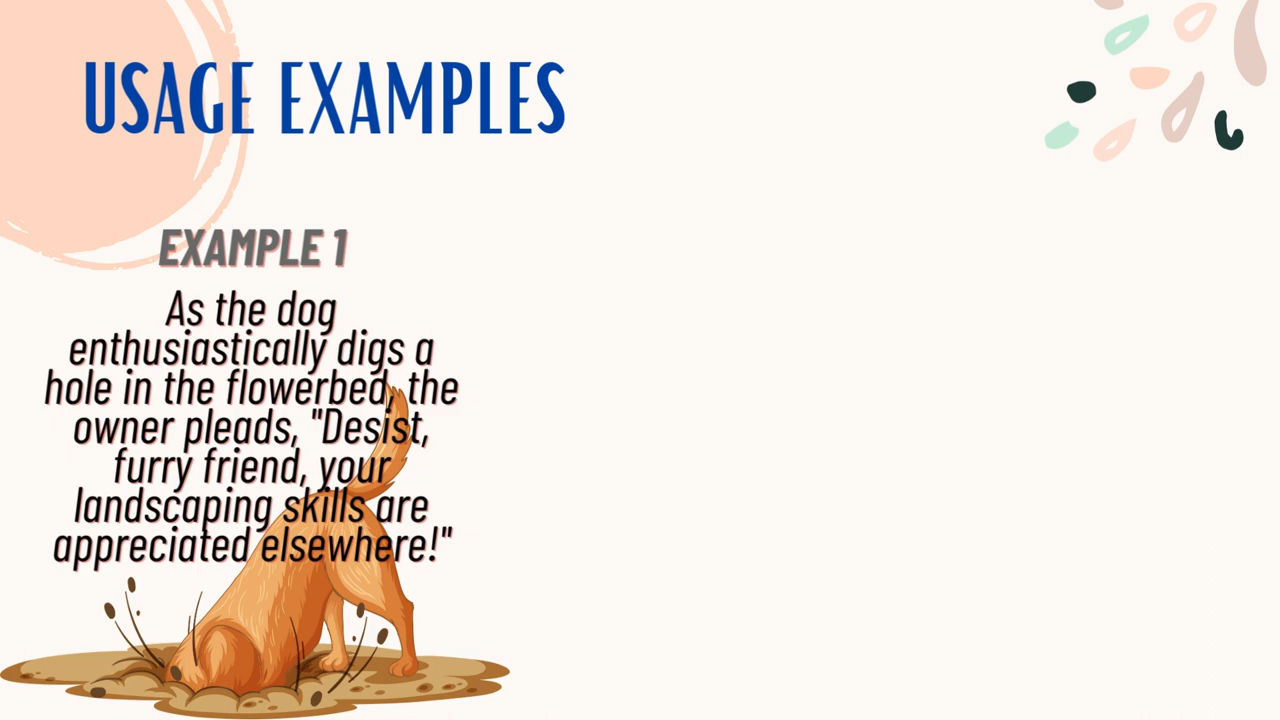 USAGE EXAMPLES
EXAMPLE 1
As the dog
enthusiastically digs a
hole in the flowerbed, the
owner pleads, "Desist,
furry friend, your
landscaping skills are
appreciated elsewhere!"